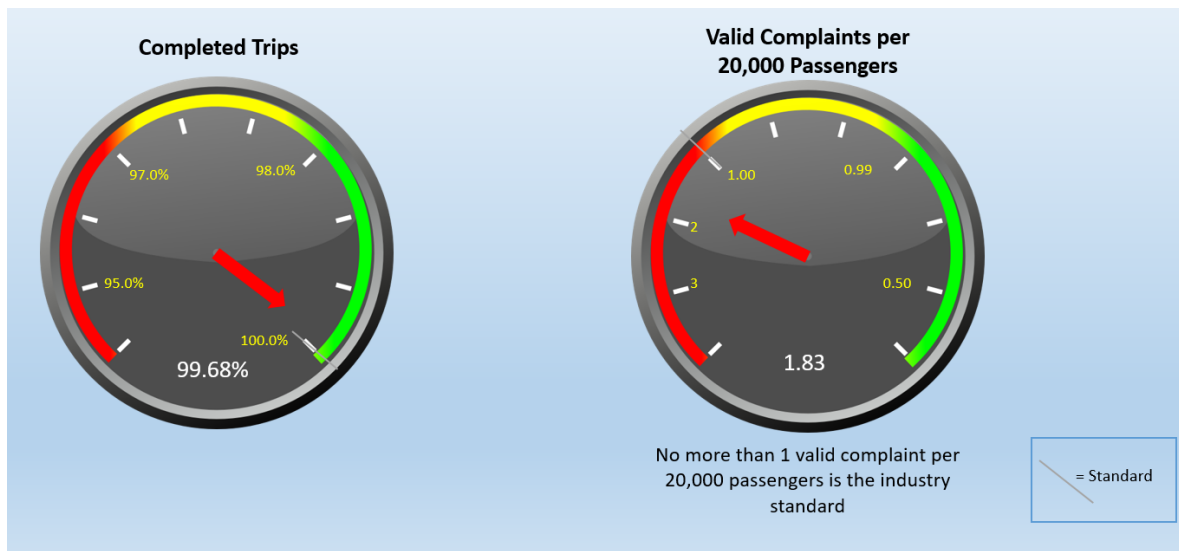 Completed Trips
97.0%
98.0%
95.0%
100.0%
99.68%
Valid Complaints per
20,000 Passengers
1.00
0.99
2
3
0.50
1.83
No more than 1 valid complaint per
20,000 passengers is the industry
standard
= Standard